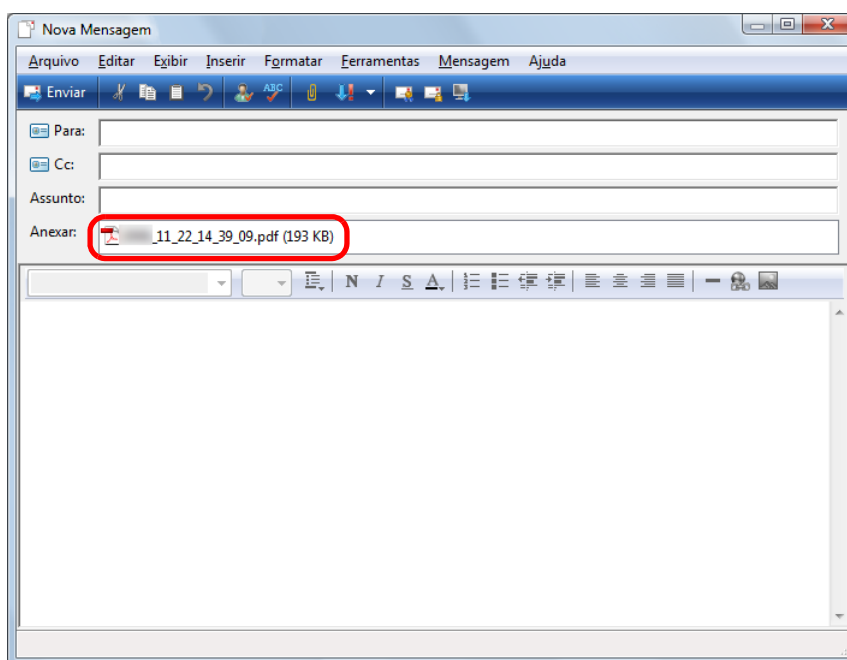 Nova Mensagem
Arquivo Editar Exibir Inserir Formatar Ferramentas Mensagem Ajuda
Enviar ABC
Para:
Cc:
Assunto:
Anexar: _11_22_14_39_09.pdf (193 KB)
N I S A